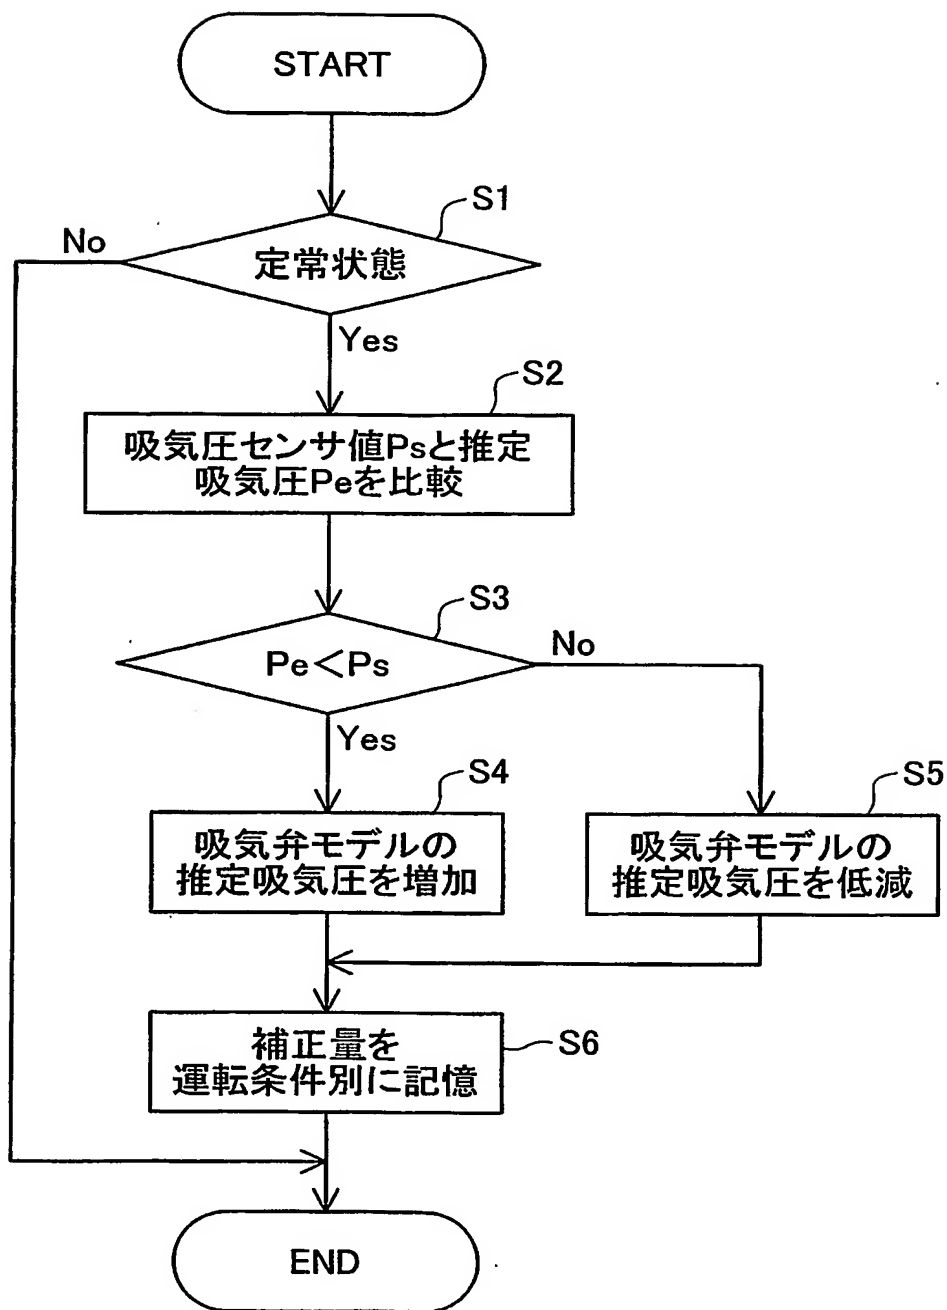 START
S1
No
定常状態
Yes
S2
吸気圧センサ値Psと推定
吸気圧Peを比較
S3
Pe<Ps
No
Yes
S4
吸気弁モデルの
推定吸気圧を増加
S5
吸気弁モデルの
推定吸気圧を低減
補正量を
運転条件別に記憶
S6
END